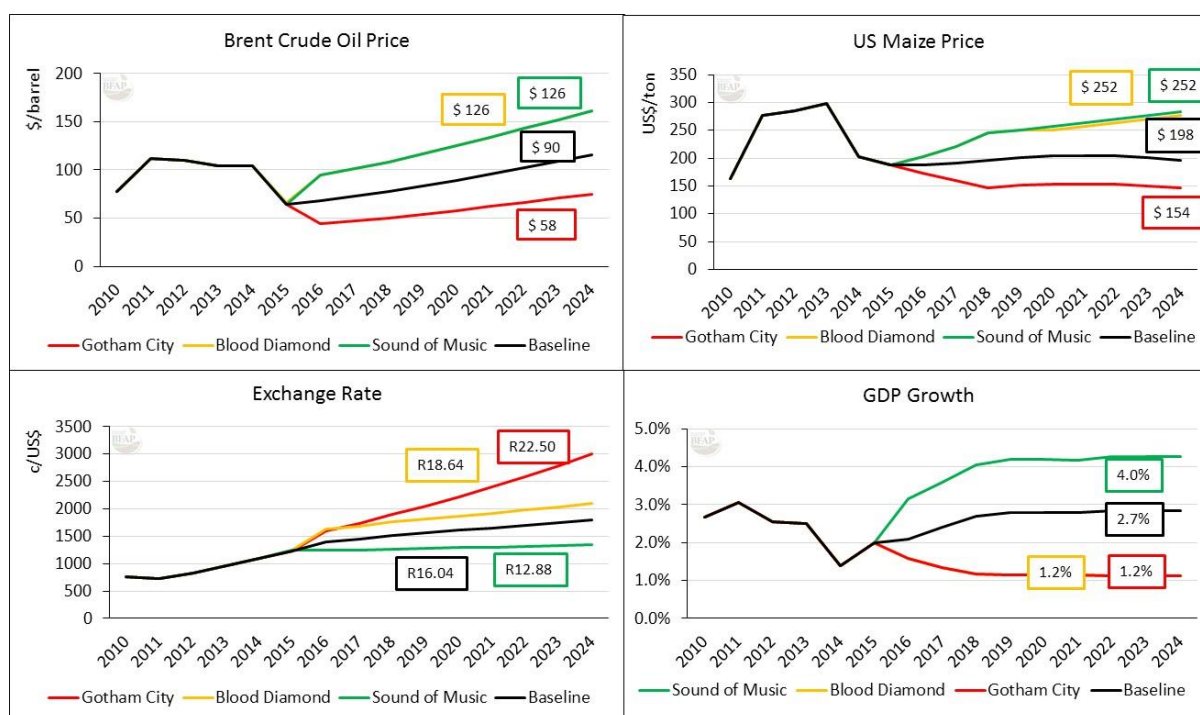 Brent Crude Oil Price
$/barrel
200
150
100
50
0
$ 126
$ 126
$ 90
$ 58
2010 2011 2012 2013 2014 2015 2016 2017 2018 2019 2020 2021 2022 2023 2024
Gotham City Blood Diamond Sound of Music Baseline
BFAP
US Maize Price
US$/ton
350
300
250
200
150
100
50
0
$ 252
$ 252
$ 198
$ 154
2010 2011 2012 2013 2014 2015 2016 2017 2018 2019 2020 2021 2022 2023 2024
Gotham City Blood Diamond Sound of Music Baseline
BFAP
Exchange Rate
c/US$
3500
3000
2500
2000
1500
1000
500
0
R22.50
R18.64
R16.04
R12.88
2010 2011 2012 2013 2014 2015 2016 2017 2018 2019 2020 2021 2022 2023 2024
Gotham City Blood Diamond Sound of Music Baseline
BFAP
GDP Growth
5.0%
4.0%
3.0%
2.0%
1.0%
0.0%
4.0%
2.7%
1.2%
1.2%
2010 2011 2012 2013 2014 2015 2016 2017 2018 2019 2020 2021 2022 2023 2024
Sound of Music Blood Diamond Gotham City Baseline
BFAP